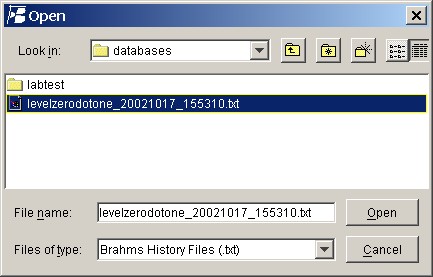 Open
Look in: databases
labtest
levelzerodotone_20021017_155310.txt
File name: levelzerodotone_20021017_155310.txt Open
Files of type: Brahms History Files (.txt) Cancel